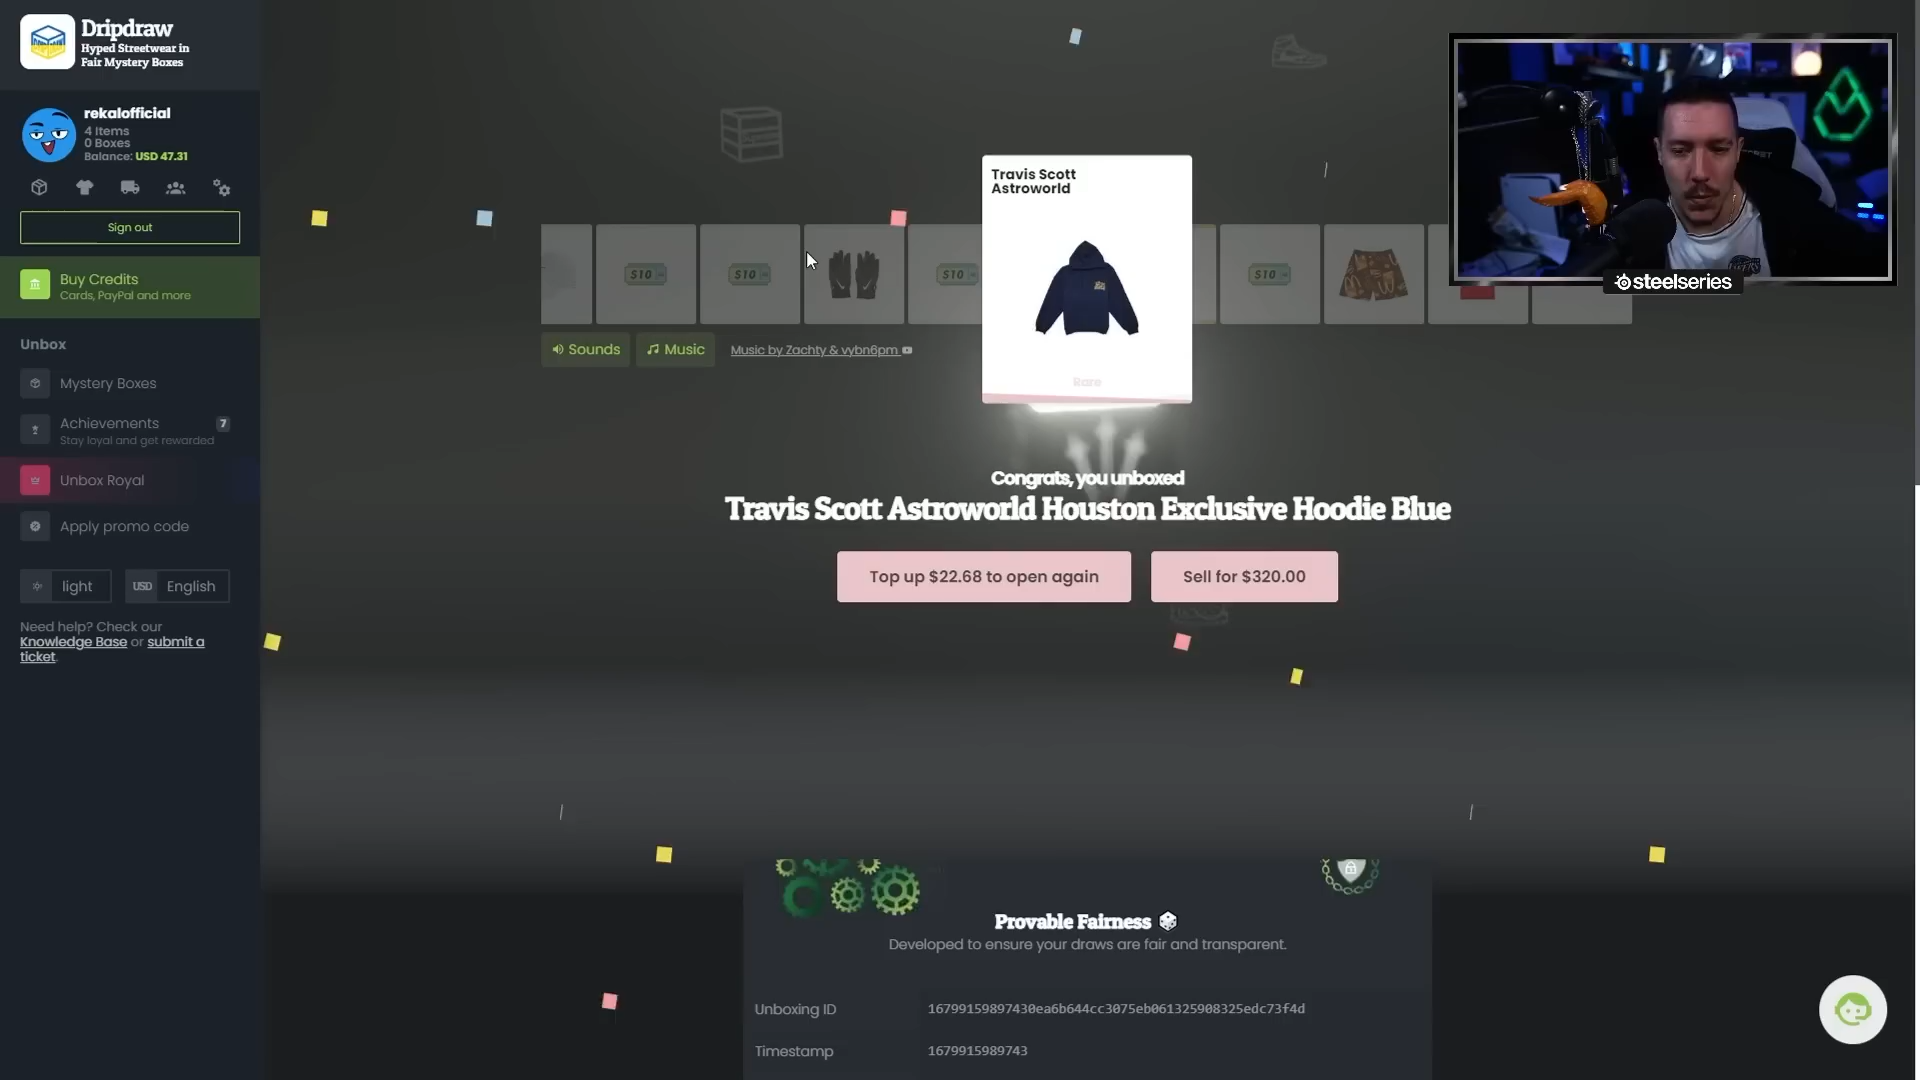 Dripdraw
Hyped Streetwear in
Fair Mystery Boxes
rekalofficial
4 Items
0 Boxes
Balance: USD 47.31
Sign out
Buy Credits
Cards, PayPal and more
Unbox
Mystery Boxes
Achievements
7
Stay loyal and get rewarded
Unbox Royal
Apply promo code
light
USD
English
Need help? Check our
Knowledge Base or submit a
ticket.
Travis Scott
Astroworld
$10
$10
$10
$10
Rare
Sounds
Music
Music by Zachty & vybn6pm
Congrats, you unboxed
Travis Scott Astroworld Houston Exclusive Hoodie Blue
Top up $22.68 to open again
Sell for $320.00
Provable Fairness
Developed to ensure your draws are fair and transparent.
Unboxing ID
16799159897430ea6b644cc3075eb061325908325edc73f4d
Timestamp
1679915989743
steelseries